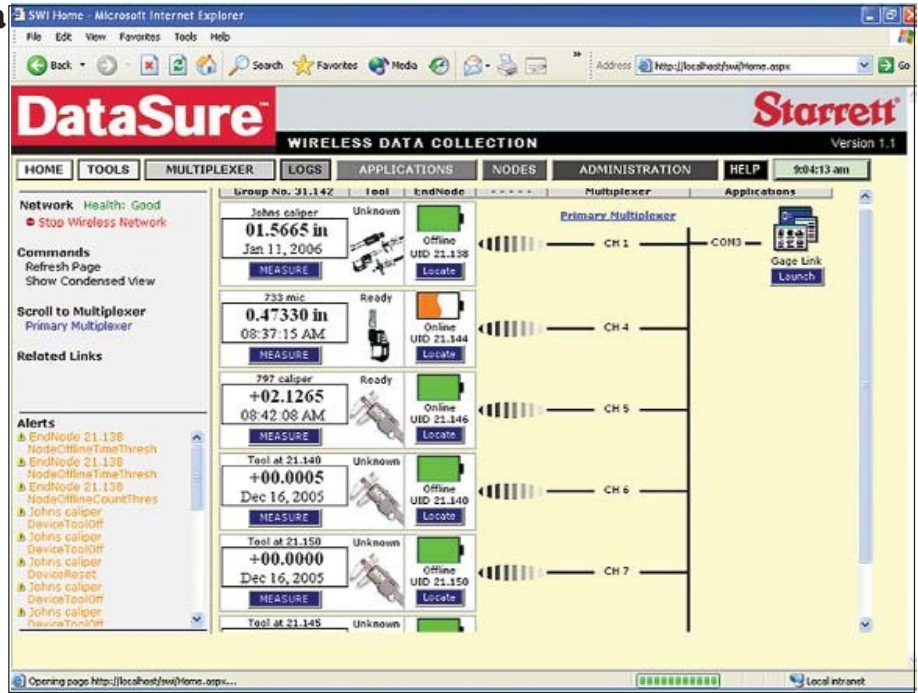 a
SWI Home - Microsoft Internet Explorer
File Edit View Favorites Tools Help
Back Search Favorites Media Address http://localhost/swi/Home.aspx Go
DataSure™
Starrett®
WIRELESS DATA COLLECTION
Version 1.1
HOME TOOLS MULTIPLEXER LOGS APPLICATIONS NODES ADMINISTRATION HELP 9:04:13 am
Network Health: Good
Stop Wireless Network
Commands
Refresh Page
Show Condensed View
Scroll to Multiplexer
Primary Multiplexer
Related Links
Alerts
EndNode 21.138
NodeOfflineTimeThresh
EndNode 21.138
NodeOfflineTimeThresh
EndNode 21.138
NodeOfflineCountThres
Johns caliper
DeviceToolOff
Johns caliper
DeviceToolOff
Johns caliper
DeviceReset
Johns caliper
DeviceToolOff
Johns caliper
DeviceToolOff
Group No. 31.142 Tool EndNode - - - - - Multiplexer Applications
Primary Multiplexer
Johns caliper Unknown
01.5665 in
Jan 11, 2006
MEASURE
Offline
UID 21.138
Locate
CH 1
COM3
Gage Link
Launch
733 mic Ready
0.47330 in
08:37:15 AM
MEASURE
Online
UID 21.144
Locate
CH 4
797 caliper Ready
+02.1265
08:42:08 AM
MEASURE
Online
UID 21.146
Locate
CH 5
Tool at 21.140 Unknown
+00.0005
Dec 16, 2005
MEASURE
Offline
UID 21.140
Locate
CH 6
Tool at 21.150 Unknown
+00.0000
Dec 16, 2005
MEASURE
Offline
UID 21.150
Locate
CH 7
Tool at 21.145 Unknown
Opening page http://localhost/swi/Home.aspx...
Local intranet